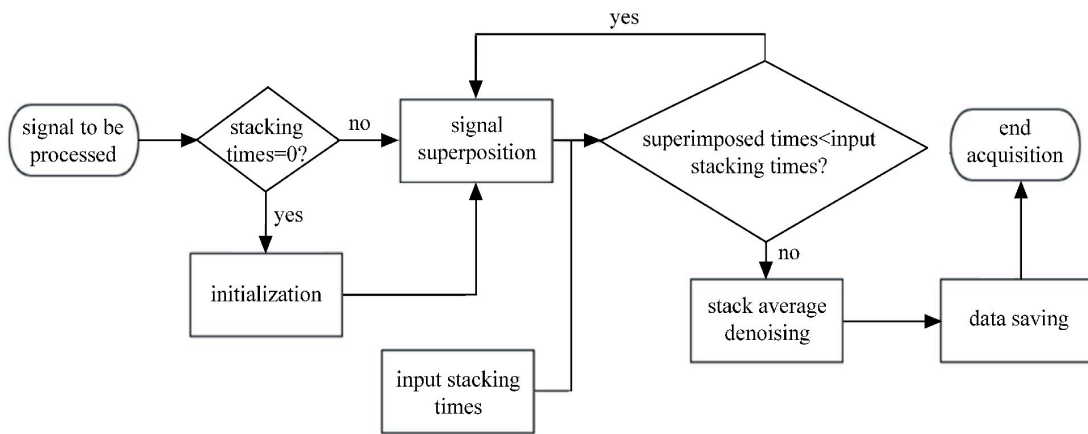 yes
signal to be
processed
stacking
times=0?
no
signal
superposition
superimposed times<input
stacking times?
end
acquisition
yes
initialization
no
stack average
denoising
data saving
input stacking
times